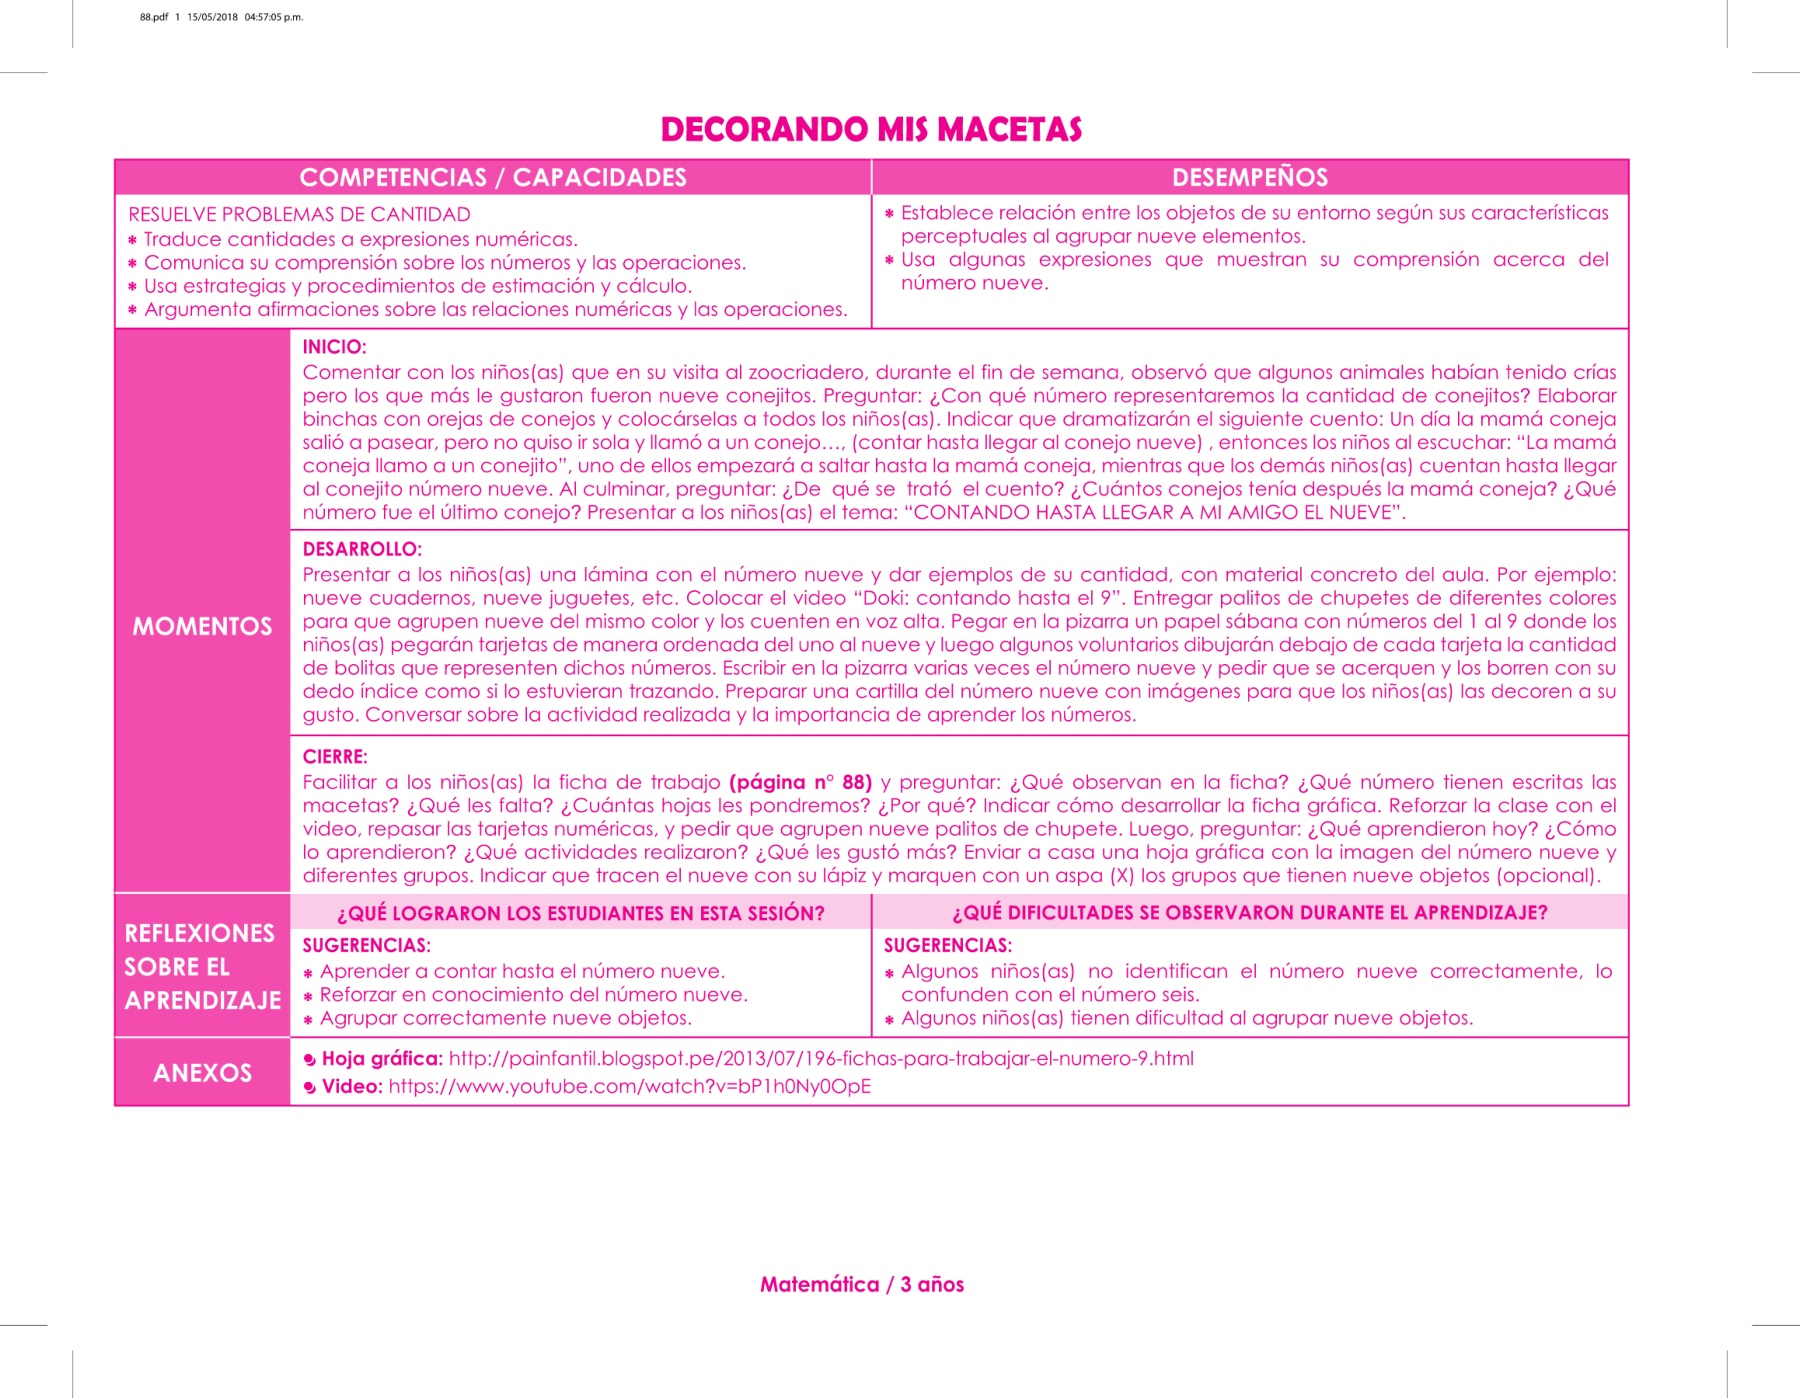 88.pdf 1 15/05/2018 04:57:05 p.m.
DECORANDO MIS MACETAS
COMPETENCIAS / CAPACIDADES
DESEMPEÑOS
RESUELVE PROBLEMAS DE CANTIDAD
* Traduce cantidades a expresiones numéricas.
* Comunica su comprensión sobre los números y las operaciones.
* Usa estrategias y procedimientos de estimación y cálculo.
* Argumenta afirmaciones sobre las relaciones numéricas y las operaciones.
* Establece relación entre los objetos de su entorno según sus características
perceptuales al agrupar nueve elementos.
* Usa algunas expresiones que muestran su comprensión acerca del
número nueve.
MOMENTOS
INICIO:
Comentar con los niños(as) que en su visita al zoocriadero, durante el fin de semana, observó que algunos animales habían tenido crías
pero los que más le gustaron fueron nueve conejitos. Preguntar: ¿Con qué número representaremos la cantidad de conejitos? Elaborar
binchas con orejas de conejos y colocárselas a todos los niños(as). Indicar que dramatizarán el siguiente cuento: Un día la mamá coneja
salió a pasear, pero no quiso ir sola y llamó a un conejo…, (contar hasta llegar al conejo nueve) , entonces los niños al escuchar: “La mamá
coneja llamo a un conejito”, uno de ellos empezará a saltar hasta la mamá coneja, mientras que los demás niños(as) cuentan hasta llegar
al conejito número nueve. Al culminar, preguntar: ¿De qué se trató el cuento? ¿Cuántos conejos tenía después la mamá coneja? ¿Qué
número fue el último conejo? Presentar a los niños(as) el tema: “CONTANDO HASTA LLEGAR A MI AMIGO EL NUEVE”.
DESARROLLO:
Presentar a los niños(as) una lámina con el número nueve y dar ejemplos de su cantidad, con material concreto del aula. Por ejemplo:
nueve cuadernos, nueve juguetes, etc. Colocar el video “Doki: contando hasta el 9”. Entregar palitos de chupetes de diferentes colores
para que agrupen nueve del mismo color y los cuenten en voz alta. Pegar en la pizarra un papel sábana con números del 1 al 9 donde los
niños(as) pegarán tarjetas de manera ordenada del uno al nueve y luego algunos voluntarios dibujarán debajo de cada tarjeta la cantidad
de bolitas que representen dichos números. Escribir en la pizarra varias veces el número nueve y pedir que se acerquen y los borren con su
dedo índice como si lo estuvieran trazando. Preparar una cartilla del número nueve con imágenes para que los niños(as) las decoren a su
gusto. Conversar sobre la actividad realizada y la importancia de aprender los números.
CIERRE:
Facilitar a los niños(as) la ficha de trabajo (página n° 88) y preguntar: ¿Qué observan en la ficha? ¿Qué número tienen escritas las
macetas? ¿Qué les falta? ¿Cuántas hojas les pondremos? ¿Por qué? Indicar cómo desarrollar la ficha gráfica. Reforzar la clase con el
video, repasar las tarjetas numéricas, y pedir que agrupen nueve palitos de chupete. Luego, preguntar: ¿Qué aprendieron hoy? ¿Cómo
lo aprendieron? ¿Qué actividades realizaron? ¿Qué les gustó más? Enviar a casa una hoja gráfica con la imagen del número nueve y
diferentes grupos. Indicar que tracen el nueve con su lápiz y marquen con un aspa (X) los grupos que tienen nueve objetos (opcional).
REFLEXIONES
SOBRE EL
APRENDIZAJE
¿QUÉ LOGRARON LOS ESTUDIANTES EN ESTA SESIÓN?
SUGERENCIAS:
* Aprender a contar hasta el número nueve.
* Reforzar en conocimiento del número nueve.
* Agrupar correctamente nueve objetos.
¿QUÉ DIFICULTADES SE OBSERVARON DURANTE EL APRENDIZAJE?
SUGERENCIAS:
* Algunos niños(as) no identifican el número nueve correctamente, lo
confunden con el número seis.
* Algunos niños(as) tienen dificultad al agrupar nueve objetos.
ANEXOS
Hoja gráfica: http://painfantil.blogspot.pe/2013/07/196-fichas-para-trabajar-el-numero-9.html
Video: https://www.youtube.com/watch?v=bP1h0Ny0OpE
Matemática / 3 años